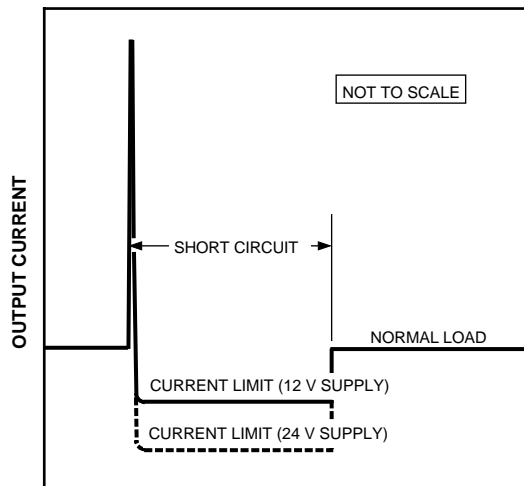 NOT TO SCALE
OUTPUT CURRENT
SHORT CIRCUIT
NORMAL LOAD
CURRENT LIMIT (12 V SUPPLY)
CURRENT LIMIT (24 V SUPPLY)